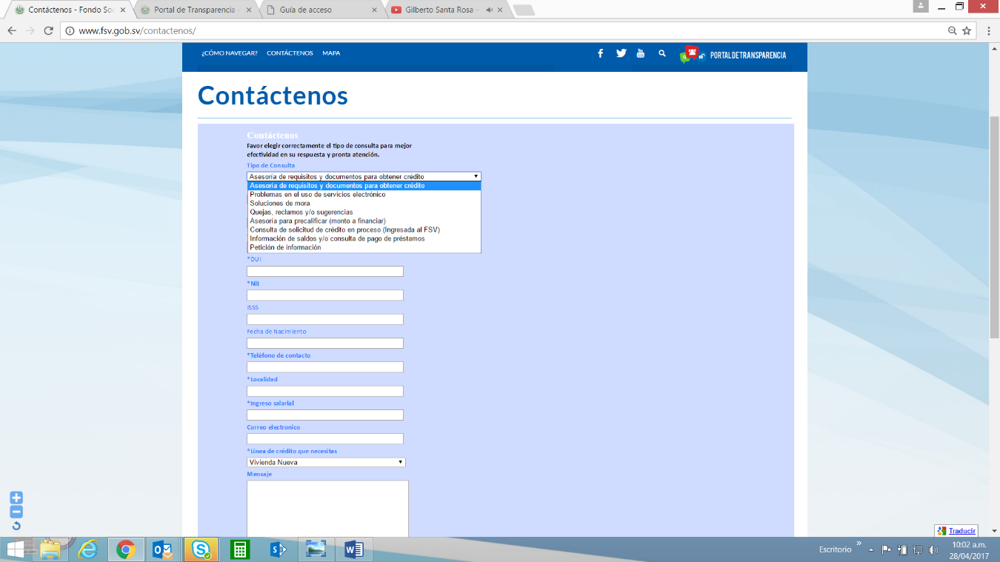 Contáctenos - Fondo So
Portal de Transparencia
Guía de acceso
Gilberto Santa Rosa -
www.fsv.gob.sv/contactenos/
¿CÓMO NAVEGAR? CONTÁCTENOS MAPA
PORTAL DE TRANSPARENCIA
Contáctenos
Contáctenos
Favor elegir correctamente el tipo de consulta para mejor
efectividad en su respuesta y pronta atención.
Tipo de Consulta
Asesoría de requisitos y documentos para obtener crédito
Asesoría de requisitos y documentos para obtener crédito
Problemas en el uso de servicios electrónico
Soluciones de mora
Quejas, reclamos y/o sugerencias
Asesoría para precalificar (monto a financiar)
Consulta de solicitud de crédito en proceso (Ingresada al FSV)
Información de saldos y/o consulta de pago de préstamos
Petición de información
*DUI
*Nit
ISSS
Fecha de Nacimiento
*Teléfono de contacto
*Localidad
*Ingreso salarial
Correo electronico
*Línea de crédito que necesitas
Vivienda Nueva
Mensaje
Traducir
Escritorio
10:02 a.m.
28/04/2017